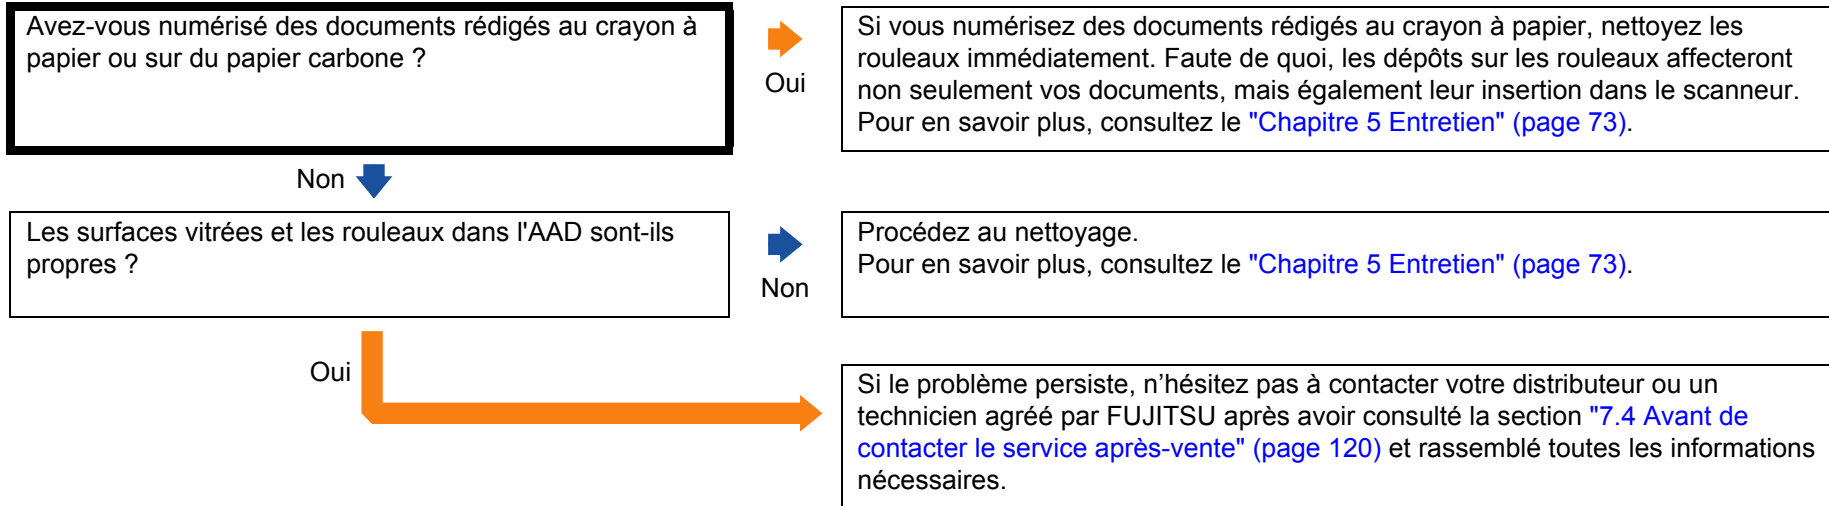 Avez-vous numérisé des documents rédigés au crayon à
papier ou sur du papier carbone ?
Oui
Si vous numérisez des documents rédigés au crayon à papier, nettoyez les
rouleaux immédiatement. Faute de quoi, les dépôts sur les rouleaux affecteront
non seulement vos documents, mais également leur insertion dans le scanneur.
Pour en savoir plus, consultez le "Chapitre 5 Entretien" (page 73).
Non
Les surfaces vitrées et les rouleaux dans l'AAD sont-ils
propres ?
Non
Procédez au nettoyage.
Pour en savoir plus, consultez le "Chapitre 5 Entretien" (page 73).
Oui
Si le problème persiste, n’hésitez pas à contacter votre distributeur ou un
technicien agréé par FUJITSU après avoir consulté la section "7.4 Avant de
contacter le service après-vente" (page 120) et rassemblé toutes les informations
nécessaires.